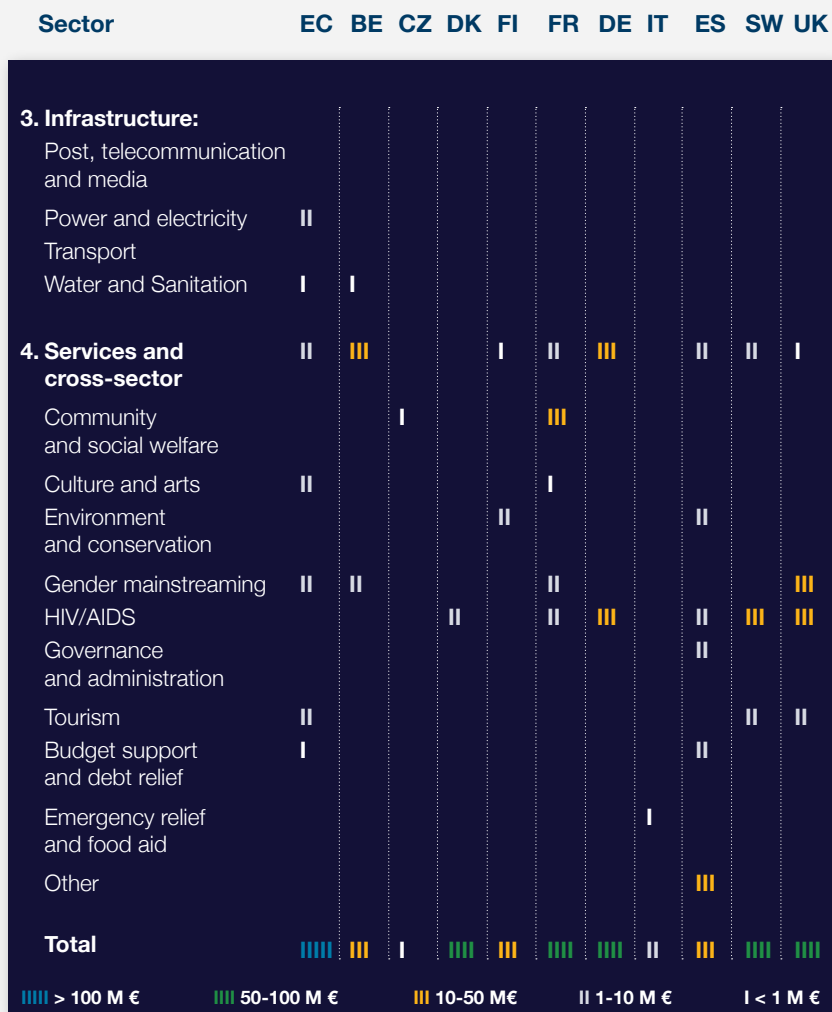 Sector EC BE CZ DK FI FR DE IT ES SW UK
3. Infrastructure:
Post, telecommunication
and media
Power and electricity II
Transport
Water and Sanitation I I
4. Services and II III I II III II II I
cross-sector
Community I III
and social welfare
Culture and arts II I
Environment II II
and conservation
Gender mainstreaming II II II III
HIV/AIDS II II III II III III
Governance II
and administration
Tourism II II II
Budget support I II
and debt relief
Emergency relief I
and food aid
Other III
Total IIIII III I IIII III IIII IIII II III IIII IIII
IIIII > 100 M € IIII 50-100 M € III 10-50 M€ II 1-10 M € I < 1 M €